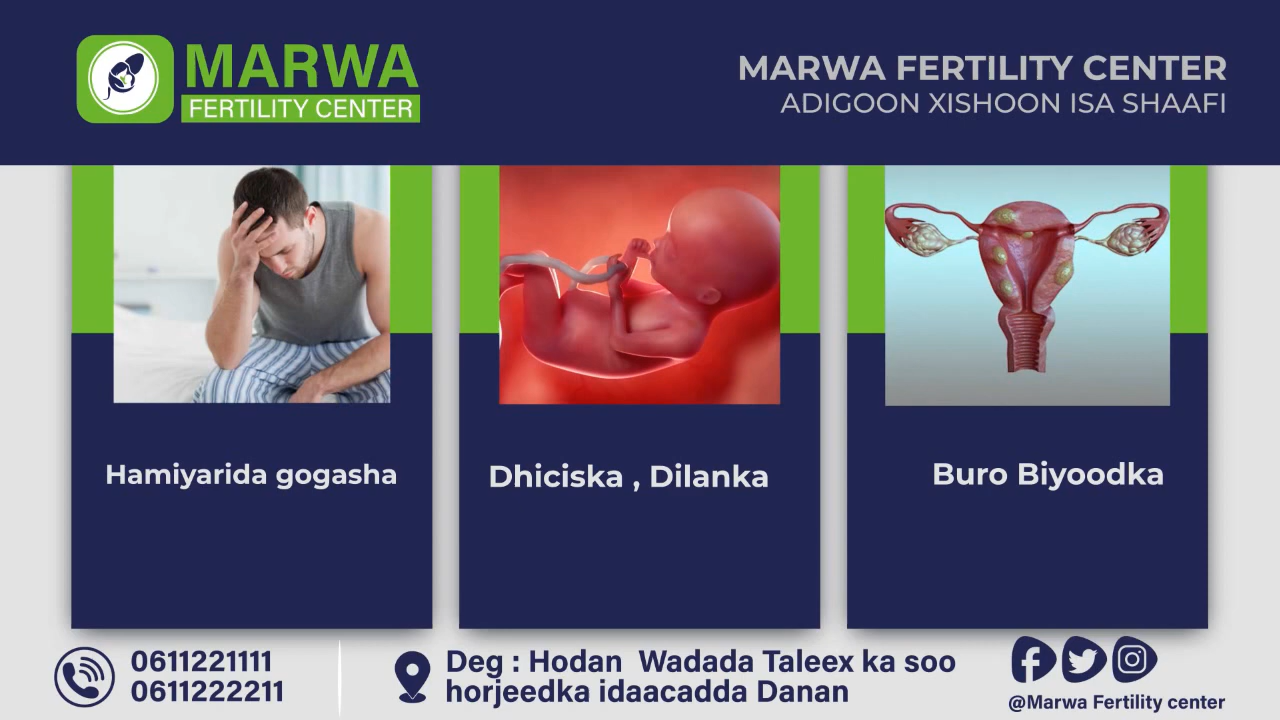 MARWA
FERTILITY CENTER
MARWA FERTILITY CENTER
ADIGOON XISHOON ISA SHAAFI
Hamiyarida gogasha
Dhiciska , Dilanka
Buro Biyoodka
0611221111
0611222211
Deg : Hodan Wadada Taleex ka soo
horjeedka idaacadda Danan
@Marwa Fertility center